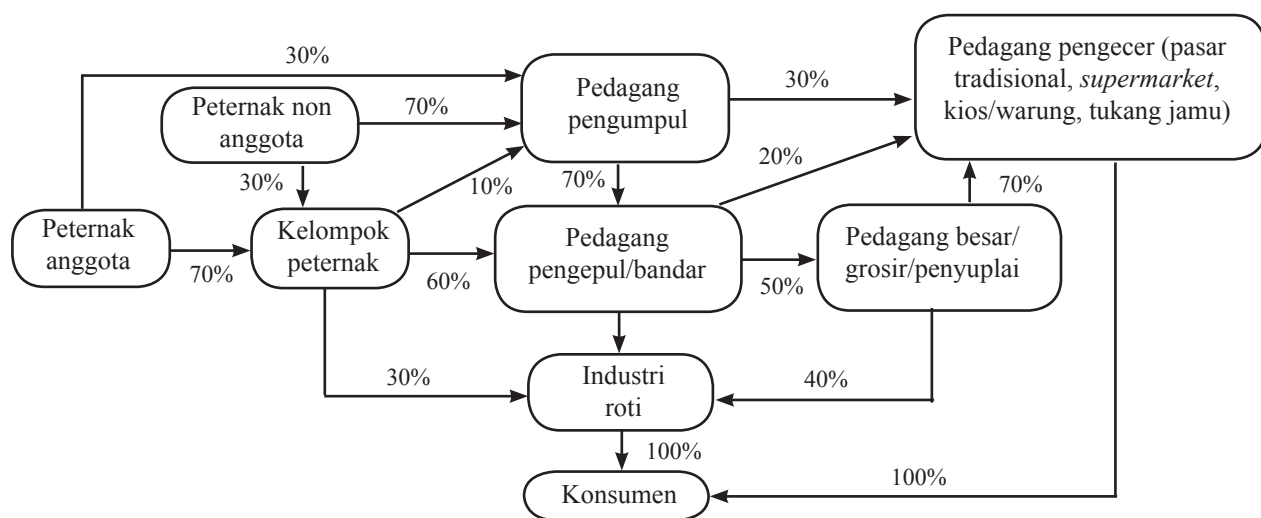 30%
Peternak non
anggota
70%
Pedagang
pengumpul
30%
Pedagang pengecer (pasar
tradisional, supermarket,
kios/warung, tukang jamu)
30%
10%
70%
20%
70%
Peternak
anggota
70%
Kelompok
peternak
60%
Pedagang
pengepul/bandar
50%
Pedagang besar/
grosir/penyuplai
30%
Industri
roti
40%
100%
Konsumen
100%